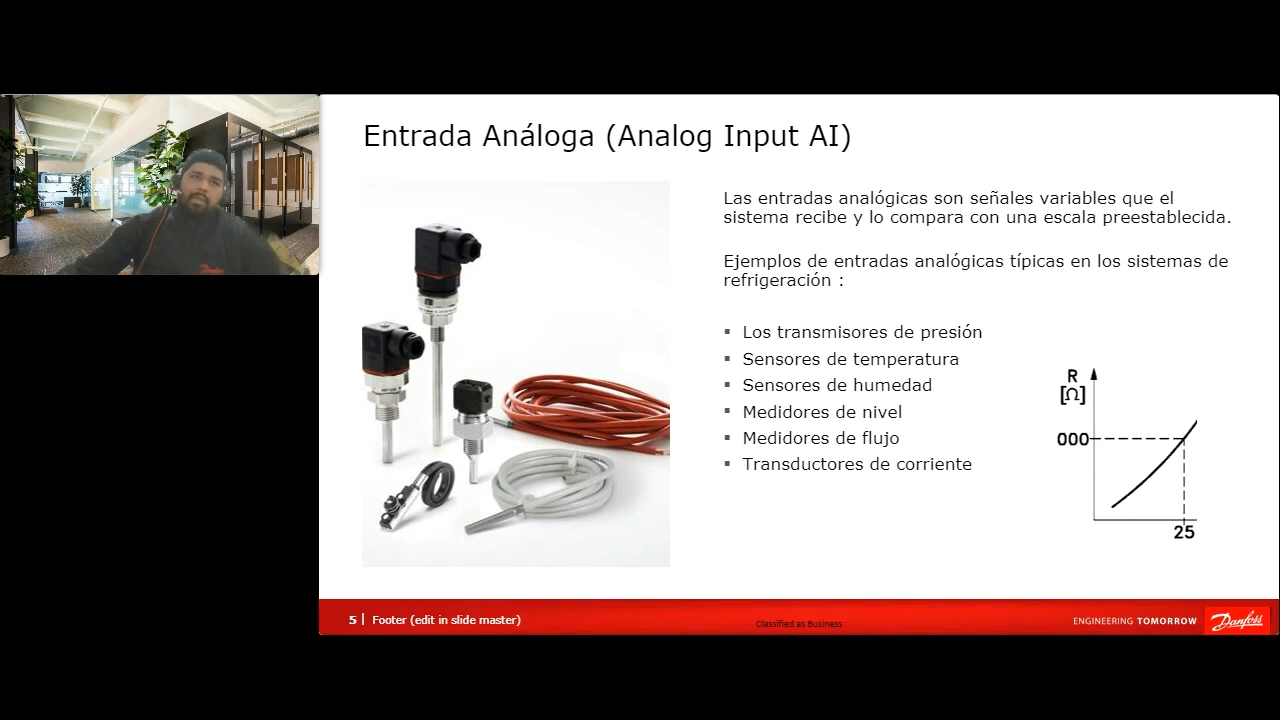 Entrada Análoga (Analog Input AI)
Las entradas analógicas son señales variables que el
sistema recibe y lo compara con una escala preestablecida.
Ejemplos de entradas analógicas típicas en los sistemas de
refrigeración :
▪ Los transmisores de presión
▪ Sensores de temperatura
▪ Sensores de humedad
▪ Medidores de nivel
▪ Medidores de flujo
▪ Transductores de corriente
R
[Ω]
000
25
5 | Footer (edit in slide master)
Classified as Business
ENGINEERING TOMORROW
Danfoss